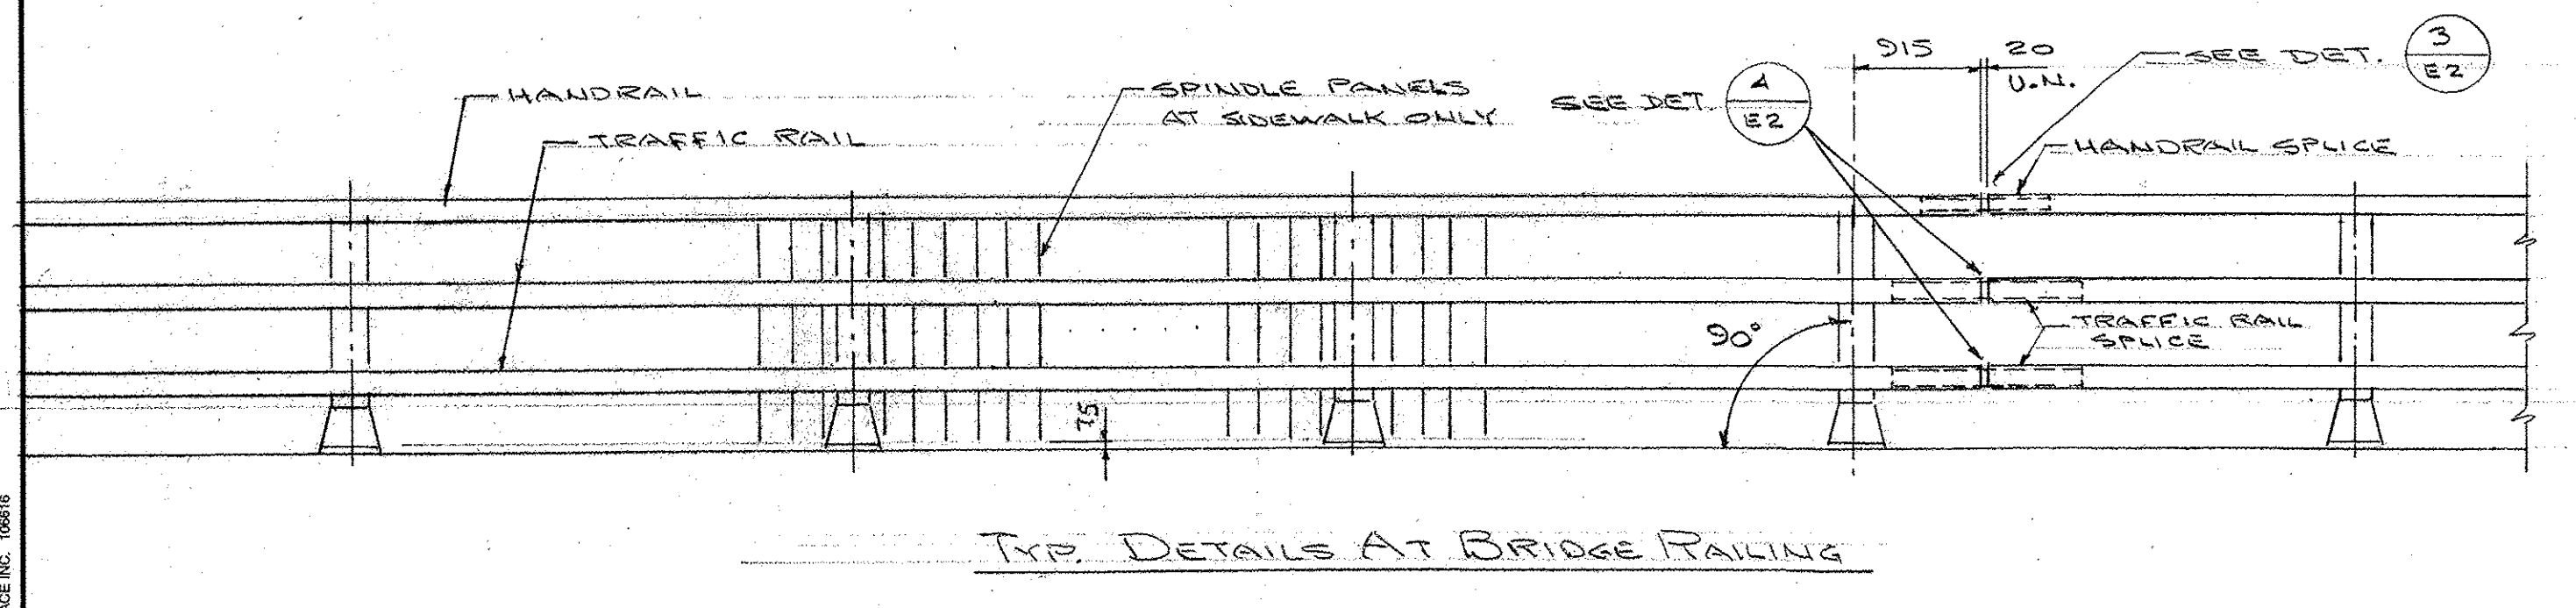 HANDRAIL
TRAFFIC RAIL
SPINDLE PANELS
AT SIDEWALK ONLY
SEE DET.
4
E2
915
20
U.N.
SEE DET.
3
E2
HANDRAIL SPLICE
90°
TRAFFIC RAIL
SPLICE
75
TYP. DETAILS AT BRIDGE RAILING
ACE INC. 106616